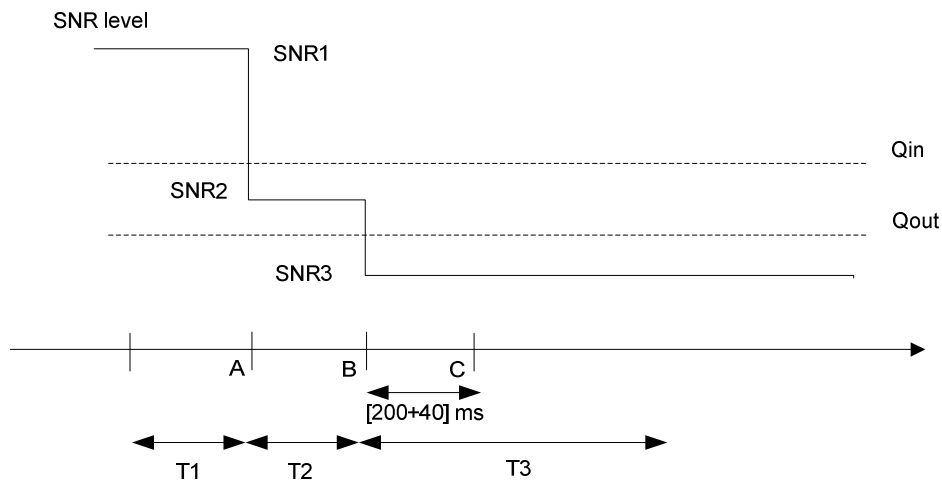 SNR level
SNR1
Qin
SNR2
Qout
SNR3
A
B
C
[200+40] ms
T1
T2
T3